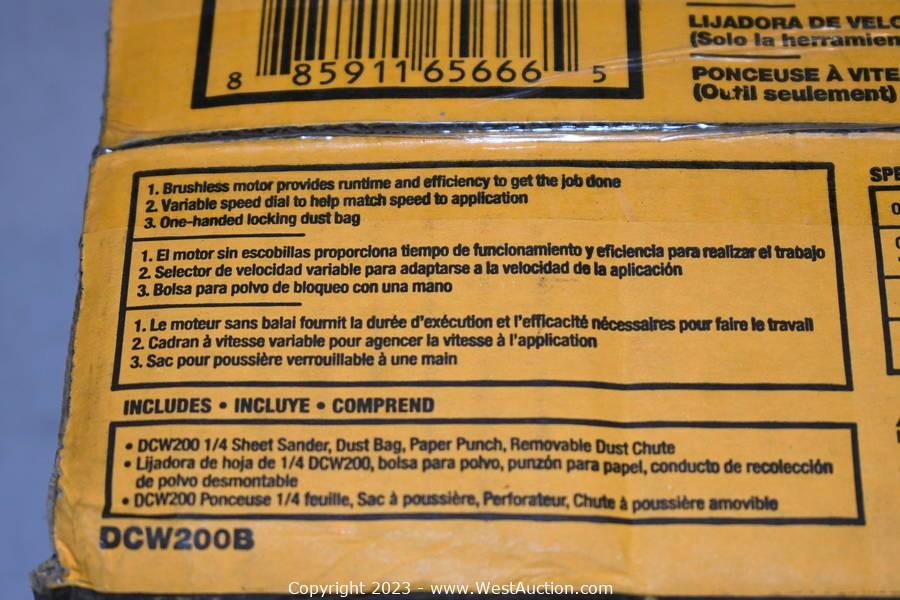 8 85911 65666 5
LIJADORA DE VELO
(Solo la herramien
PONCEUSE À VITE
(Outil seulement)
1. Brushless motor provides runtime and efficiency to get the job done
2. Variable speed dial to help match speed to application
3. One-handed locking dust bag
1. El motor sin escobillas proporciona tiempo de funcionamiento y eficiencia para realizar el trabajo
2. Selector de velocidad variable para adaptarse a la velocidad de la aplicación
3. Bolsa para polvo de bloqueo con una mano
1. Le moteur sans balai fournit la durée d'exécution et l'efficacité nécessaires pour faire le travail
2. Cadran à vitesse variable pour agencer la vitesse à l'application
3. Sac pour poussière verrouillable à une main
SPE
INCLUDES • INCLUYE • COMPREND
• DCW200 1/4 Sheet Sander, Dust Bag, Paper Punch, Removable Dust Chute
• Lijadora de hoja de 1/4 DCW200, bolsa para polvo, punzón para papel, conducto de recolección
de polvo desmontable
• DCW200 Ponceuse 1/4 feuille, Sac à poussière, Perforateur, Chute à poussière amovible
DCW200B
Copyright 2023 - www.WestAuction.com